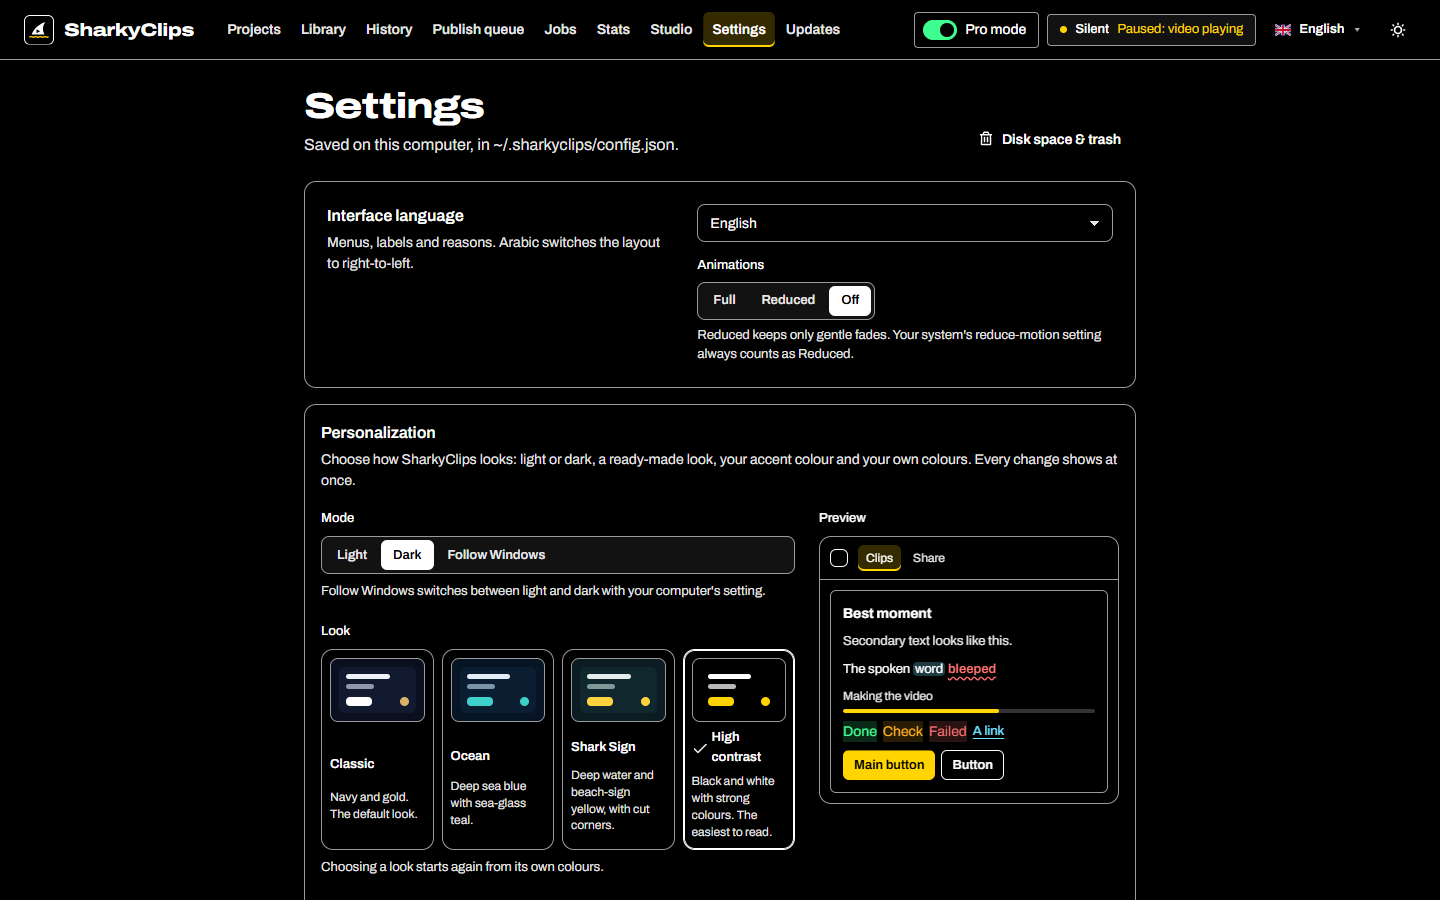 SharkyClips
Projects
Library
History
Publish queue
Jobs
Stats
Studio
Settings
Updates
Pro mode
Silent Paused: video playing
English
Settings
Saved on this computer, in ~/.sharkyclips/config.json.
Disk space & trash
Interface language
Menus, labels and reasons. Arabic switches the layout
to right-to-left.
English
Animations
Full Reduced Off
Reduced keeps only gentle fades. Your system's reduce-motion setting
always counts as Reduced.
Personalization
Choose how SharkyClips looks: light or dark, a ready-made look, your accent colour and your own colours. Every change shows at
once.
Mode
Light Dark Follow Windows
Follow Windows switches between light and dark with your computer's setting.
Look
Classic
Navy and gold.
The default look.
Ocean
Deep sea blue
with sea-glass
teal.
Shark Sign
Deep water and
beach-sign
yellow, with cut
corners.
High
contrast
Black and white
with strong
colours. The
easiest to read.
Choosing a look starts again from its own colours.
Preview
Clips Share
Best moment
Secondary text looks like this.
The spoken word bleeped
Making the video
Done Check Failed A link
Main button Button